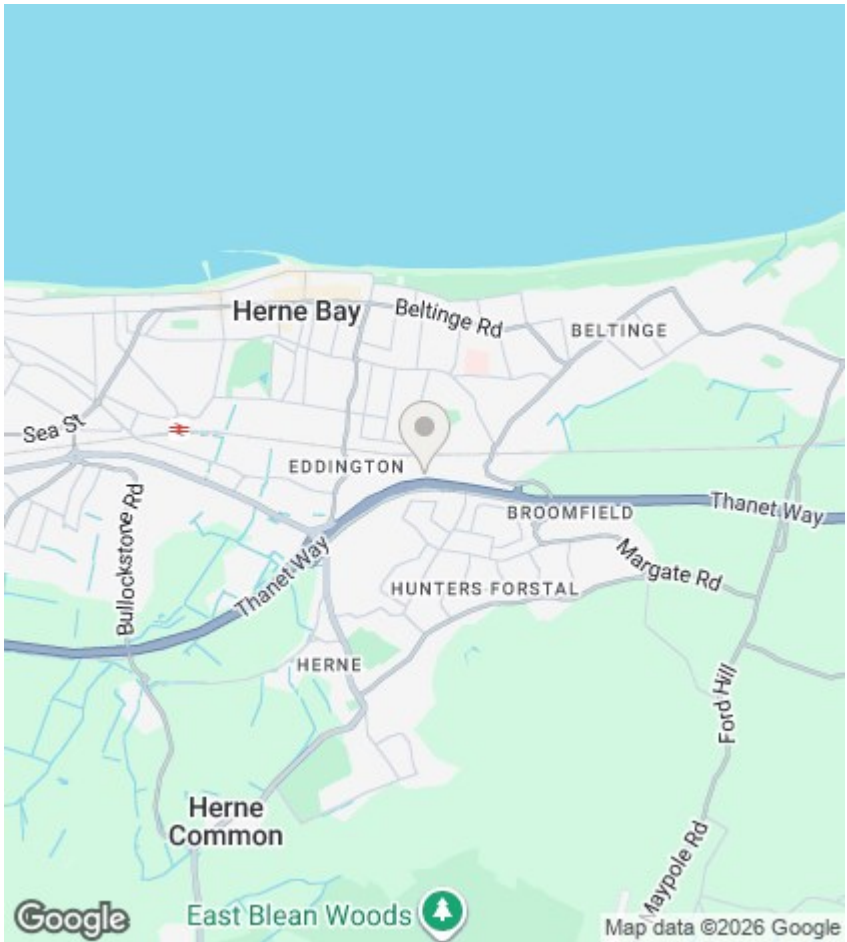 Herne Bay
Beltinge Rd
BELTINGE
Sea St
EDDINGTON
Thanet Way
BROOMFIELD
Bullockstone Rd
Thanet Way
Margate Rd
HUNTERS FORSTAL
HERNE
Ford Hill
Herne
Common
Maypole Rd
East Blean Woods
Google
Map data ©2026 Google